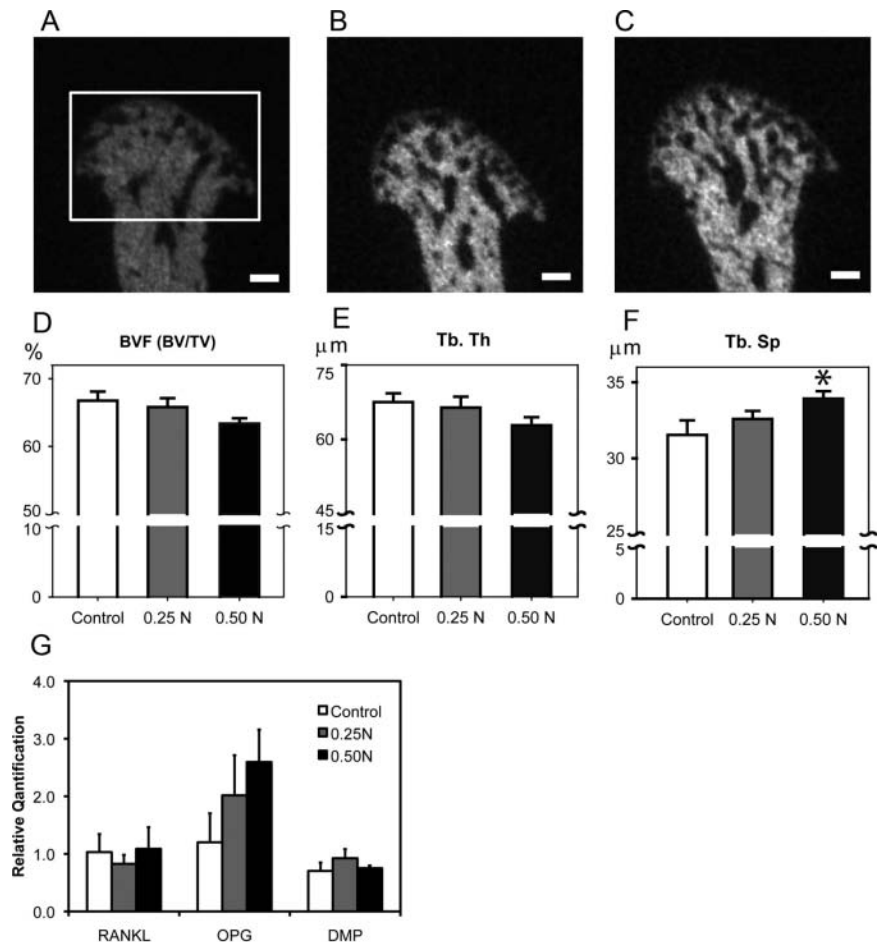 A B C
D E F
% BVF (BV/TV) μm Tb. Th μm Tb. Sp
70
60
50
10
0
Control 0.25 N 0.50 N
75
60
45
15
0
Control 0.25 N 0.50 N
35
30
25
5
0
*
Control 0.25 N 0.50 N
G
4.0
3.0
2.0
1.0
0.0
Relative Qantification
Control
0.25N
0.50N
RANKL OPG DMP